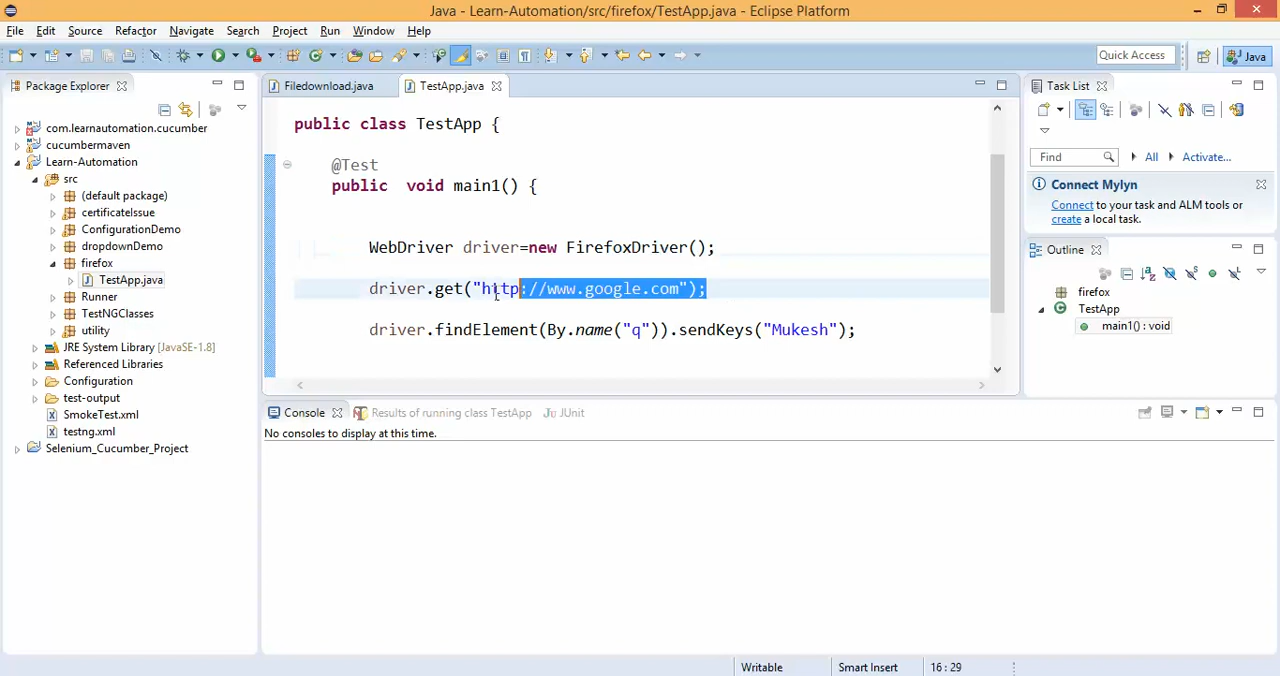 Java - Learn-Automation/src/firefox/TestApp.java - Eclipse Platform
File Edit Source Refactor Navigate Search Project Run Window Help
Quick Access
Java
Package Explorer
com.learnautomation.cucumber
cucumbermaven
Learn-Automation
src
(default package)
certificateIssue
ConfigurationDemo
dropdownDemo
firefox
TestApp.java
Runner
TestNGClasses
utility
JRE System Library [JavaSE-1.8]
Referenced Libraries
Configuration
test-output
SmokeTest.xml
testng.xml
Selenium_Cucumber_Project
Filedownload.java TestApp.java
public class TestApp {
@Test
public  void main1() {
WebDriver driver=new FirefoxDriver();
driver.get("http://www.google.com");
driver.findElement(By.name("q")).sendKeys("Mukesh");
Console Results of running class TestApp JUnit
No consoles to display at this time.
Task List
Find All Activate...
Connect Mylyn
Connect to your task and ALM tools or
create a local task.
Outline
firefox
TestApp
main1() : void
Writable Smart Insert 16 : 29